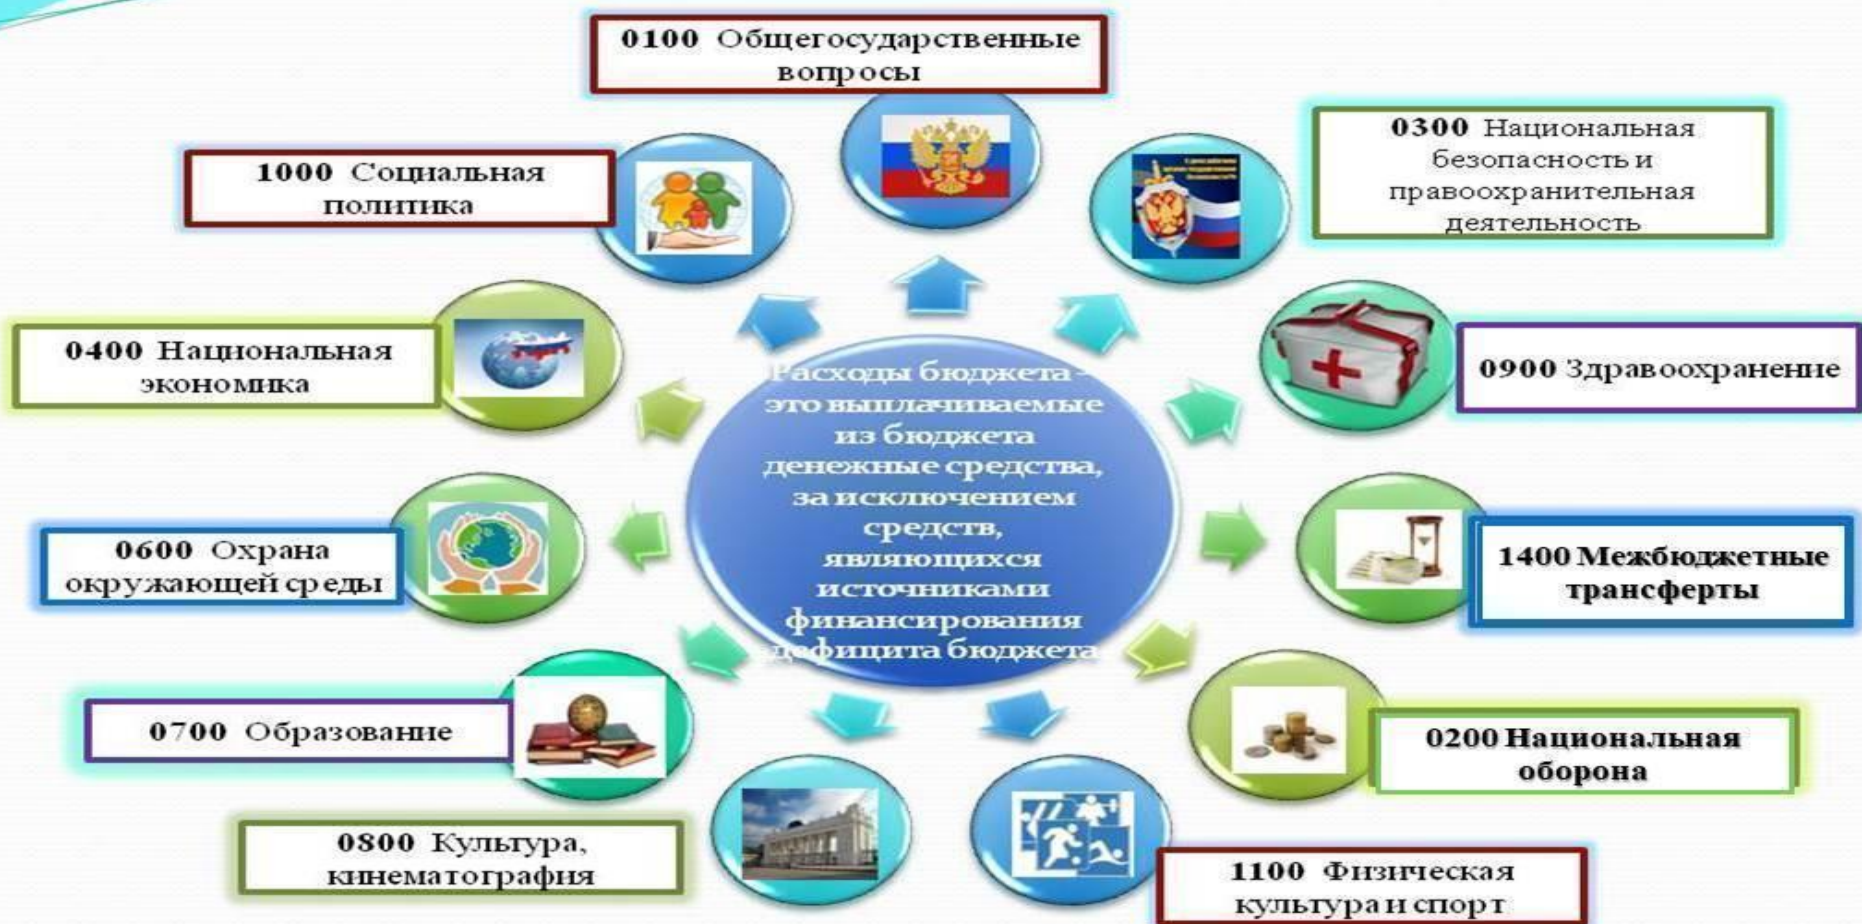 0100 Общегосударственные
вопросы
0300 Национальная
безопасность и
правоохранительная
деятельность
1000 Социальная
политика
0400 Национальная
экономика
0900 Здравоохранение
Расходы бюджета -
это выплачиваемые
из бюджета
денежные средства,
за исключением
средств,
являющихся
источниками
финансирования
дефицита бюджета
0600 Охрана
окружающей среды
1400 Межбюджетные
трансферты
0700 Образование
0200 Национальная
оборона
0800 Культура,
кинематография
1100 Физическая
культура и спорт